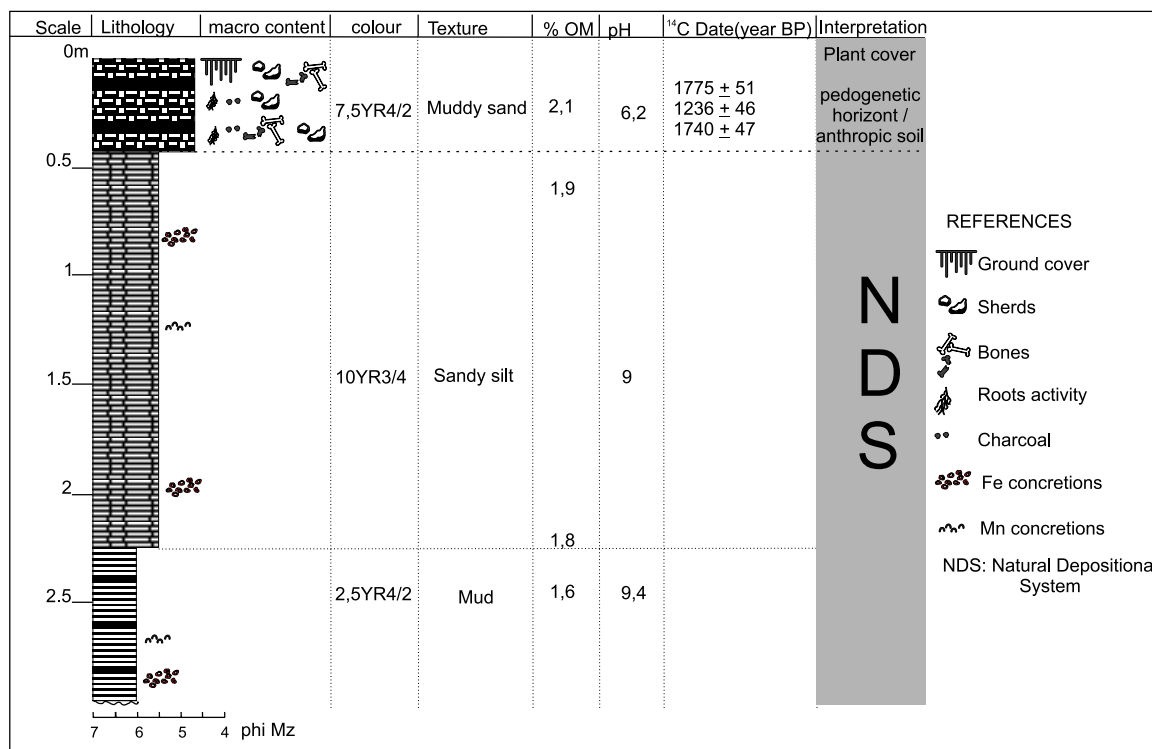 Scale Lithology macro content colour Texture % OM pH ¹⁴C Date(year BP) Interpretation
0m
Plant cover
7,5YR4/2 Muddy sand 2,1 6,2
1775 ± 51
1236 ± 46
1740 ± 47
pedogenetic
horizont /
anthropic soil
0.5
1,9
1
1.5
10YR3/4 Sandy silt 9
2
1,8
2.5
2,5YR4/2 Mud 1,6 9,4
N
D
S
7 6 5 4 phi Mz
REFERENCES
Ground cover
Sherds
Bones
Roots activity
Charcoal
Fe concretions
Mn concretions
NDS: Natural Depositiona
System